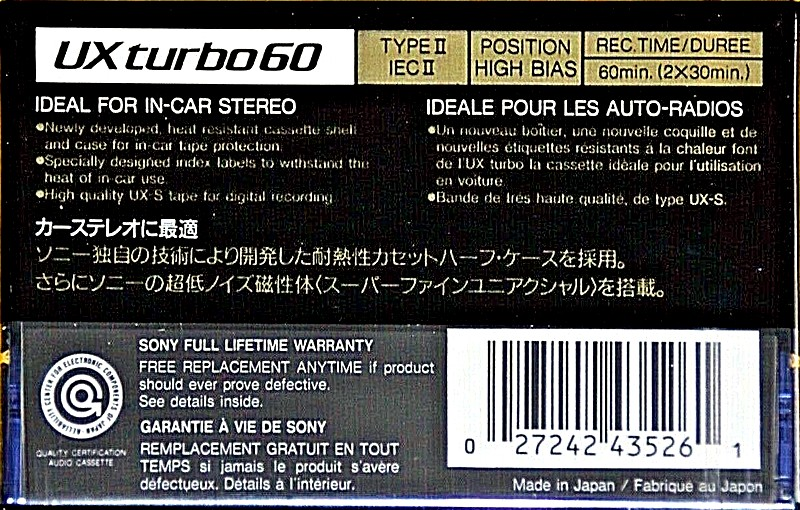 UX turbo 60
TYPE II
IEC II
POSITION
HIGH BIAS
REC.TIME/DUREE
60min. (2X30min.)
IDEAL FOR IN-CAR STEREO
●Newly developed, heat resistant cassette shell
and case for in-car tape protection.
●Specially designed index labels to withstand the
heat of in-car use.
●High quality UX-S tape for digital recording.
IDEALE POUR LES AUTO-RADIOS
●Un nouveau boîtier, une nouvelle coquille et de
nouvelles étiquettes résistants à la chaleur font
de l'UX turbo la cassette idéale pour l'utilisation
en voiture.
●Bande de très haute qualité, de type UX-S.
カーステレオに最適
ソニー独自の技術により開発した耐熱性カセットハーフ・ケースを採用。
さらにソニーの超低ノイズ磁性体〈スーパーファインユニアクシャル〉を搭載。
RELIABILITY CENTER FOR ELECTRONIC COMPONENTS OF JAPAN
QUALITY CERTIFICATION
AUDIO CASSETTE
SONY FULL LIFETIME WARRANTY
FREE REPLACEMENT ANYTIME if product
should ever prove defective.
See details inside.
GARANTIE À VIE DE SONY
REMPLACEMENT GRATUIT EN TOUT
TEMPS si jamais le produit s'avère
défectueux. Détails à l'intérieur.
0 27242 43526 1
Made in Japan / Fabriqué au Japon